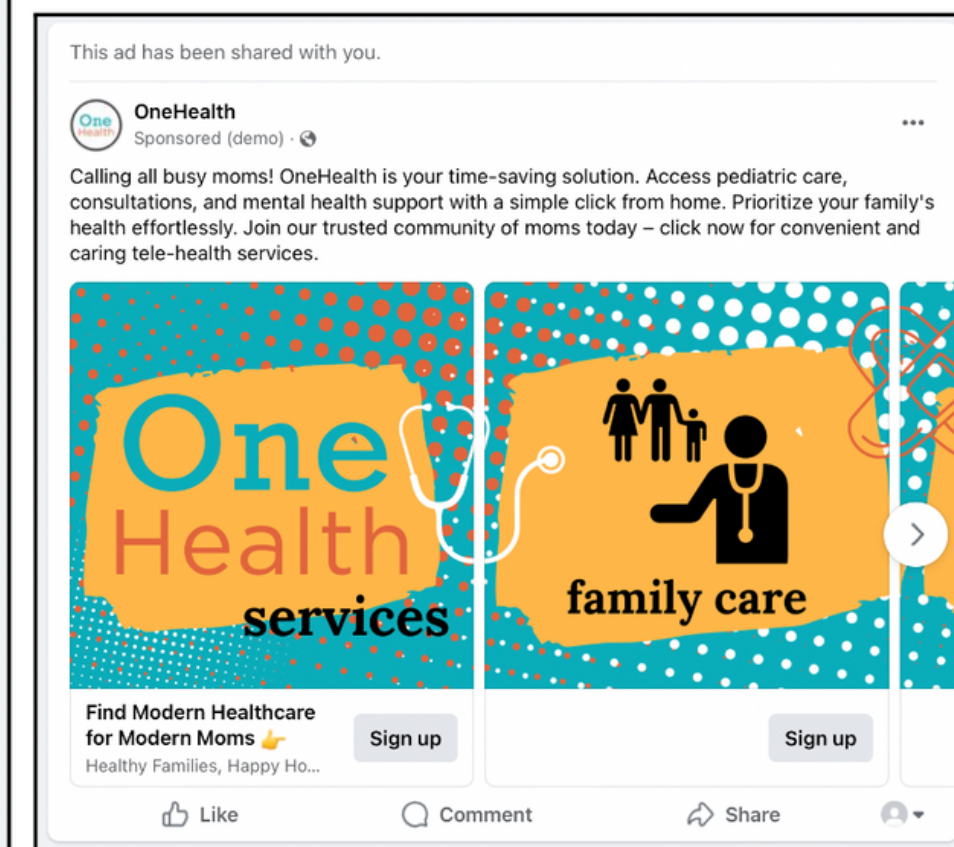 This ad has been shared with you.
One
Health
OneHealth
Sponsored (demo) ·
Calling all busy moms! OneHealth is your time-saving solution. Access pediatric care,
consultations, and mental health support with a simple click from home. Prioritize your family's
health effortlessly. Join our trusted community of moms today – click now for convenient and
caring tele-health services.
One
Health
services
family care
Find Modern Healthcare
for Modern Moms 👉
Healthy Families, Happy Ho...
Sign up
Sign up
Like
Comment
Share